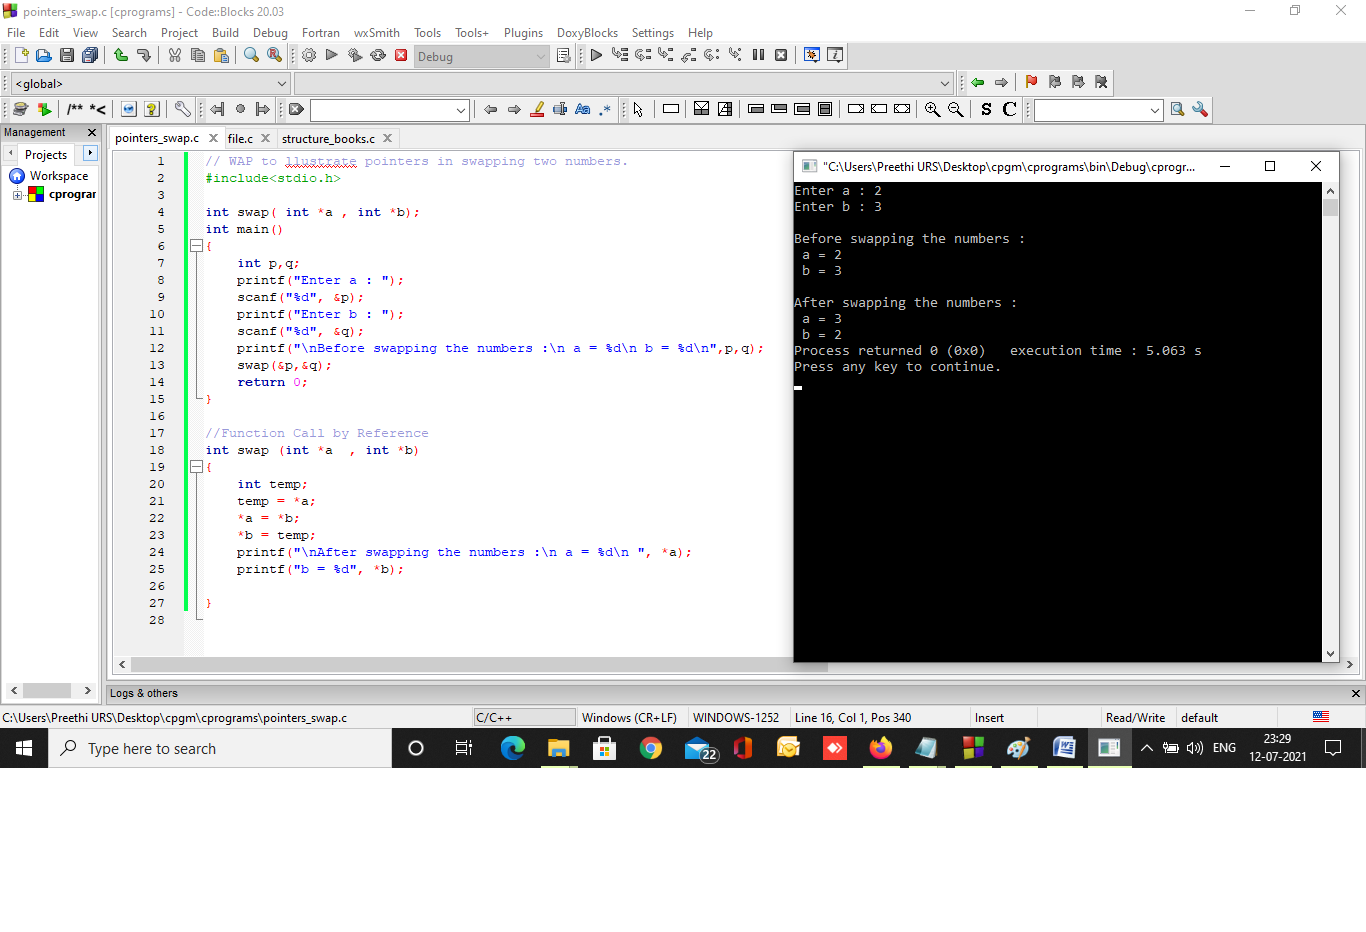 pointers_swap.c [cprograms] - Code::Blocks 20.03
File Edit View Search Project Build Debug Fortran wxSmith Tools Tools+ Plugins DoxyBlocks Settings Help
Debug
<global>
/** *<
Aa .*
S C
Management
pointers_swap.c file.c structure_books.c
Projects
Workspace
cprograr
1 // WAP to llustrate pointers in swapping two numbers.
2 #include<stdio.h>
3
4 int swap( int *a , int *b);
5 int main()
6 {
7 int p,q;
8 printf("Enter a : ");
9 scanf("%d", &p);
10 printf("Enter b : ");
11 scanf("%d", &q);
12 printf("\nBefore swapping the numbers :\n a = %d\n b = %d\n",p,q);
13 swap(&p,&q);
14 return 0;
15 }
16
17 //Function Call by Reference
18 int swap (int *a  , int *b)
19 {
20 int temp;
21 temp = *a;
22 *a = *b;
23 *b = temp;
24 printf("\nAfter swapping the numbers :\n a = %d\n ", *a);
25 printf("b = %d", *b);
26
27 }
28
"C:\Users\Preethi URS\Desktop\cpgm\cprograms\bin\Debug\cprogr...
Enter a : 2
Enter b : 3
Before swapping the numbers :
a = 2
b = 3
After swapping the numbers :
a = 3
b = 2
Process returned 0 (0x0)   execution time : 5.063 s
Press any key to continue.
Logs & others
C:\Users\Preethi URS\Desktop\cpgm\cprograms\pointers_swap.c C/C++ Windows (CR+LF) WINDOWS-1252 Line 16, Col 1, Pos 340 Insert Read/Write default
Type here to search
22
ENG
23:29
12-07-2021